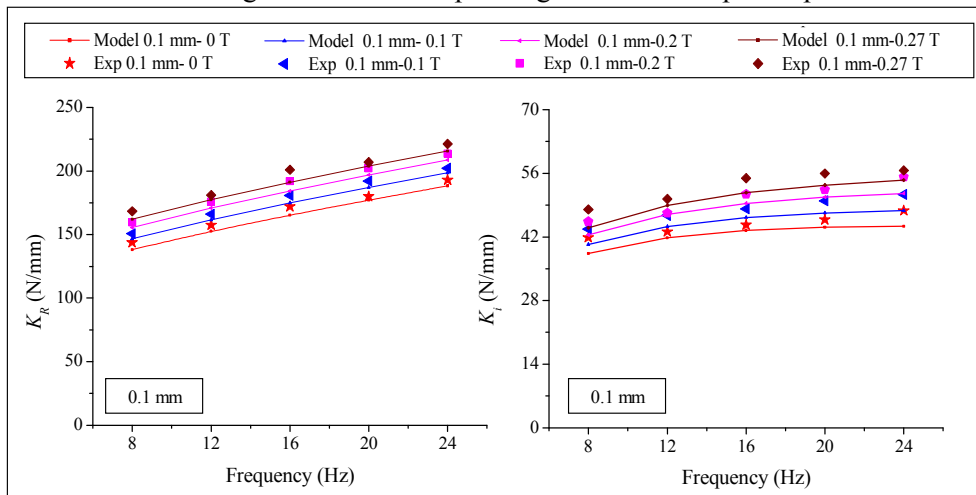 Model 0.1 mm- 0 T Model 0.1 mm- 0.1 T Model 0.1 mm-0.2 T Model 0.1 mm-0.27 T
Exp 0.1 mm- 0 T Exp 0.1 mm-0.1 T Exp 0.1 mm-0.2 T Exp 0.1 mm-0.27 T
250
200
150
100
50
0
K_R (N/mm)
0.1 mm
8 12 16 20 24
Frequency (Hz)
70
56
42
28
14
0
K_i (N/mm)
0.1 mm
8 12 16 20 24
Frequency (Hz)